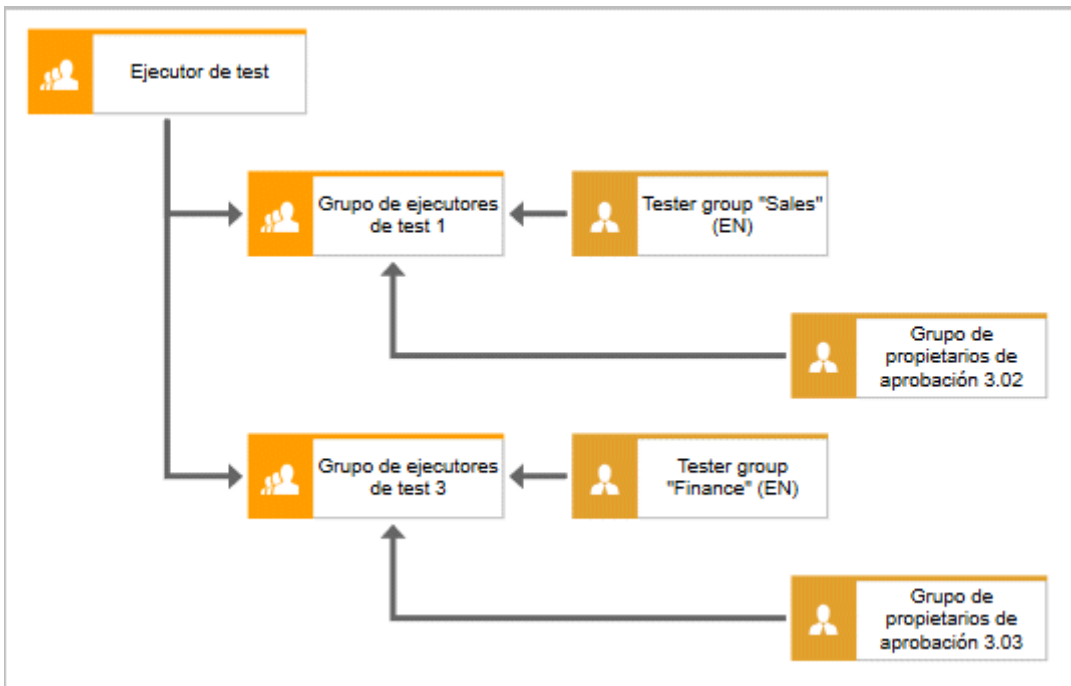 Ejecutor de test
Grupo de ejecutores
de test 1
Tester group "Sales"
(EN)
Grupo de
propietarios de
aprobación 3.02
Grupo de ejecutores
de test 3
Tester group
"Finance" (EN)
Grupo de
propietarios de
aprobación 3.03